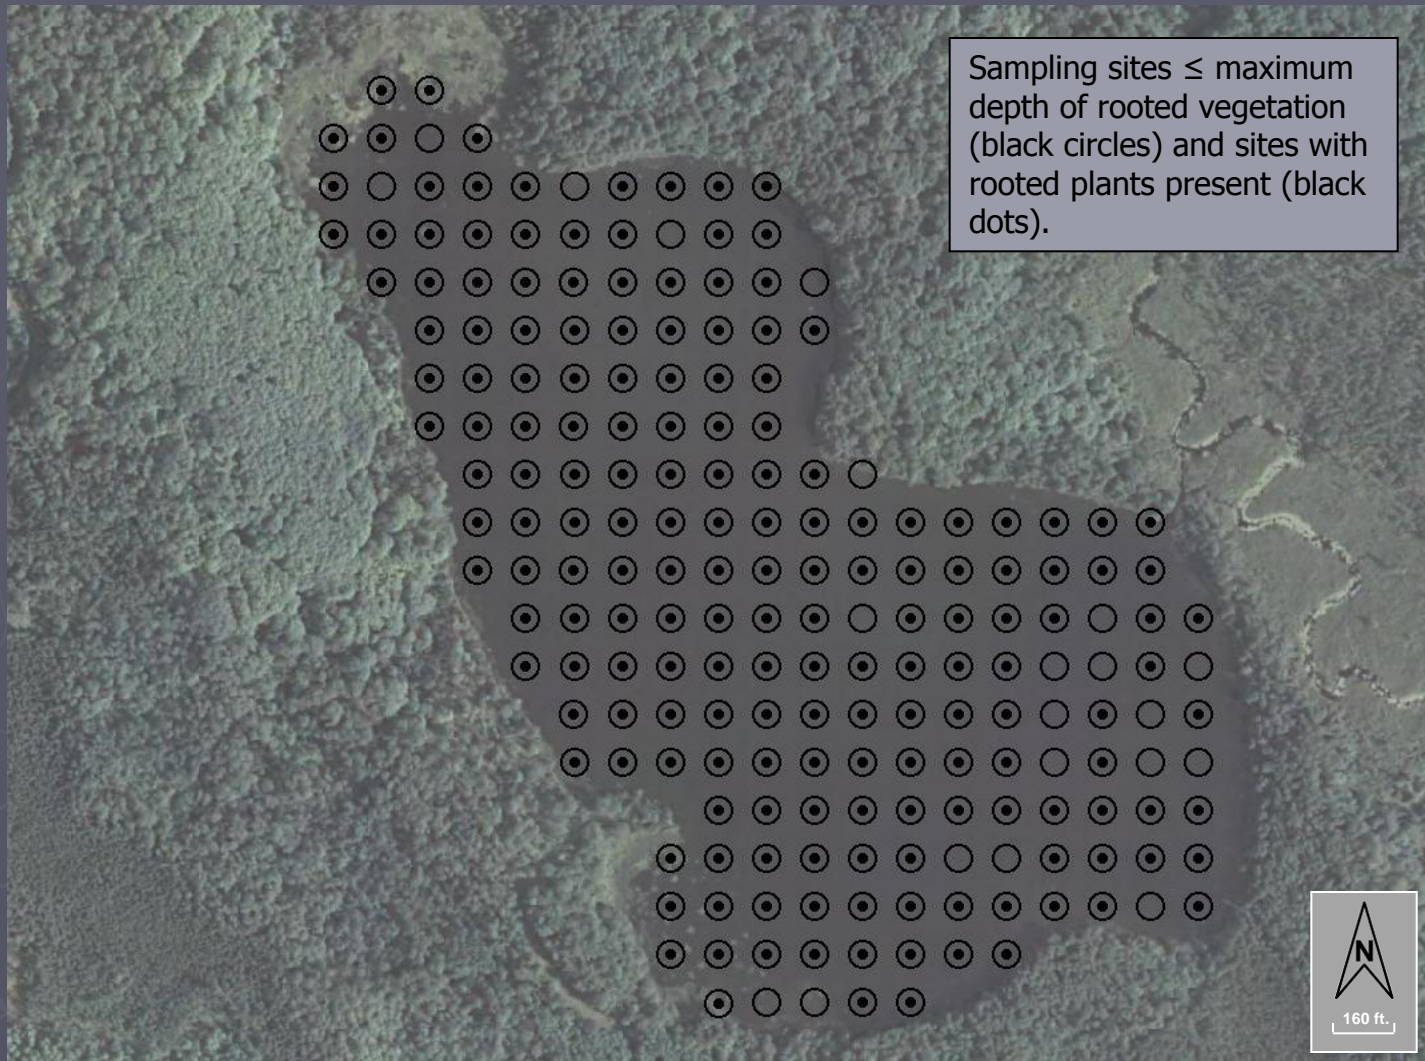 Sampling sites ≤ maximum
depth of rooted vegetation
(black circles) and sites with
rooted plants present (black
dots).
N
160 ft.